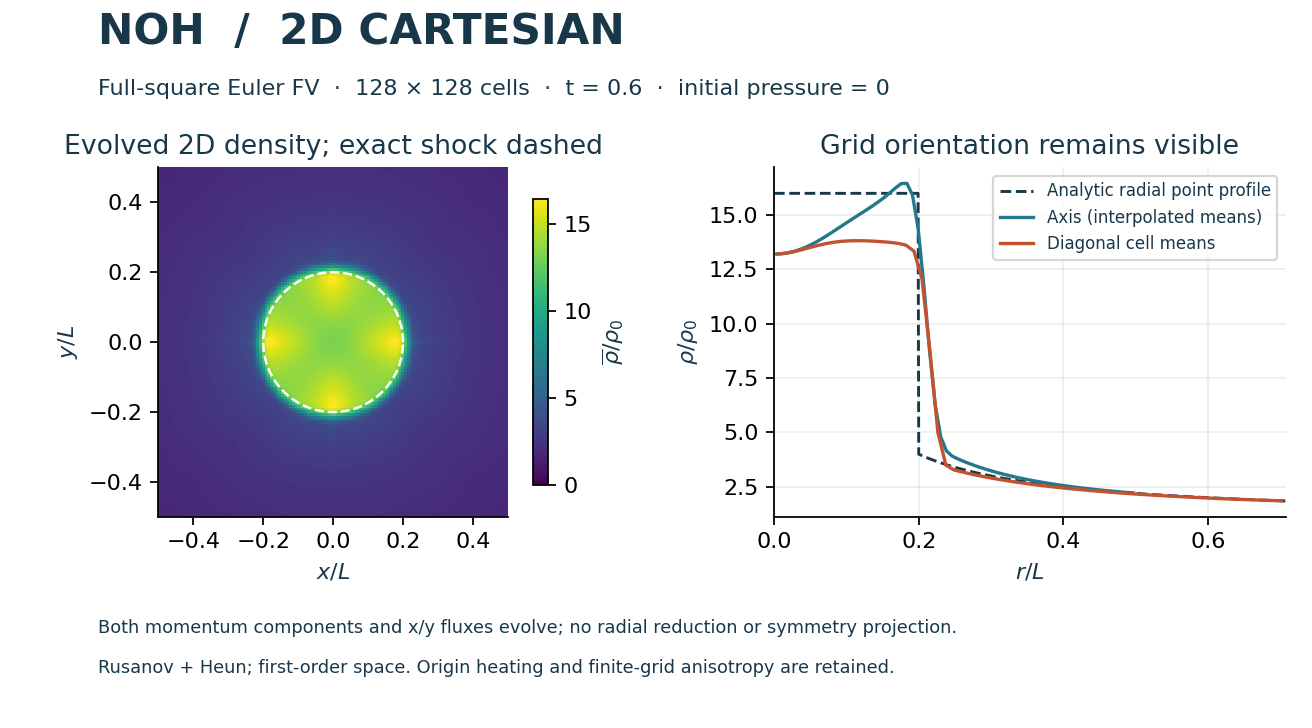 NOH / 2D CARTESIAN
Full-square Euler FV · 128 × 128 cells · t = 0.6 · initial pressure = 0
Evolved 2D density; exact shock dashed
0.4
0.2
0.0
−0.2
−0.4
y/L
−0.4 −0.2 0.0 0.2 0.4
x/L
15
10
5
0
ρ̅/ρ₀
Grid orientation remains visible
Analytic radial point profile
Axis (interpolated means)
Diagonal cell means
15.0
12.5
10.0
7.5
5.0
2.5
ρ/ρ₀
0.0 0.2 0.4 0.6
r/L
Both momentum components and x/y fluxes evolve; no radial reduction or symmetry projection.
Rusanov + Heun; first-order space. Origin heating and finite-grid anisotropy are retained.